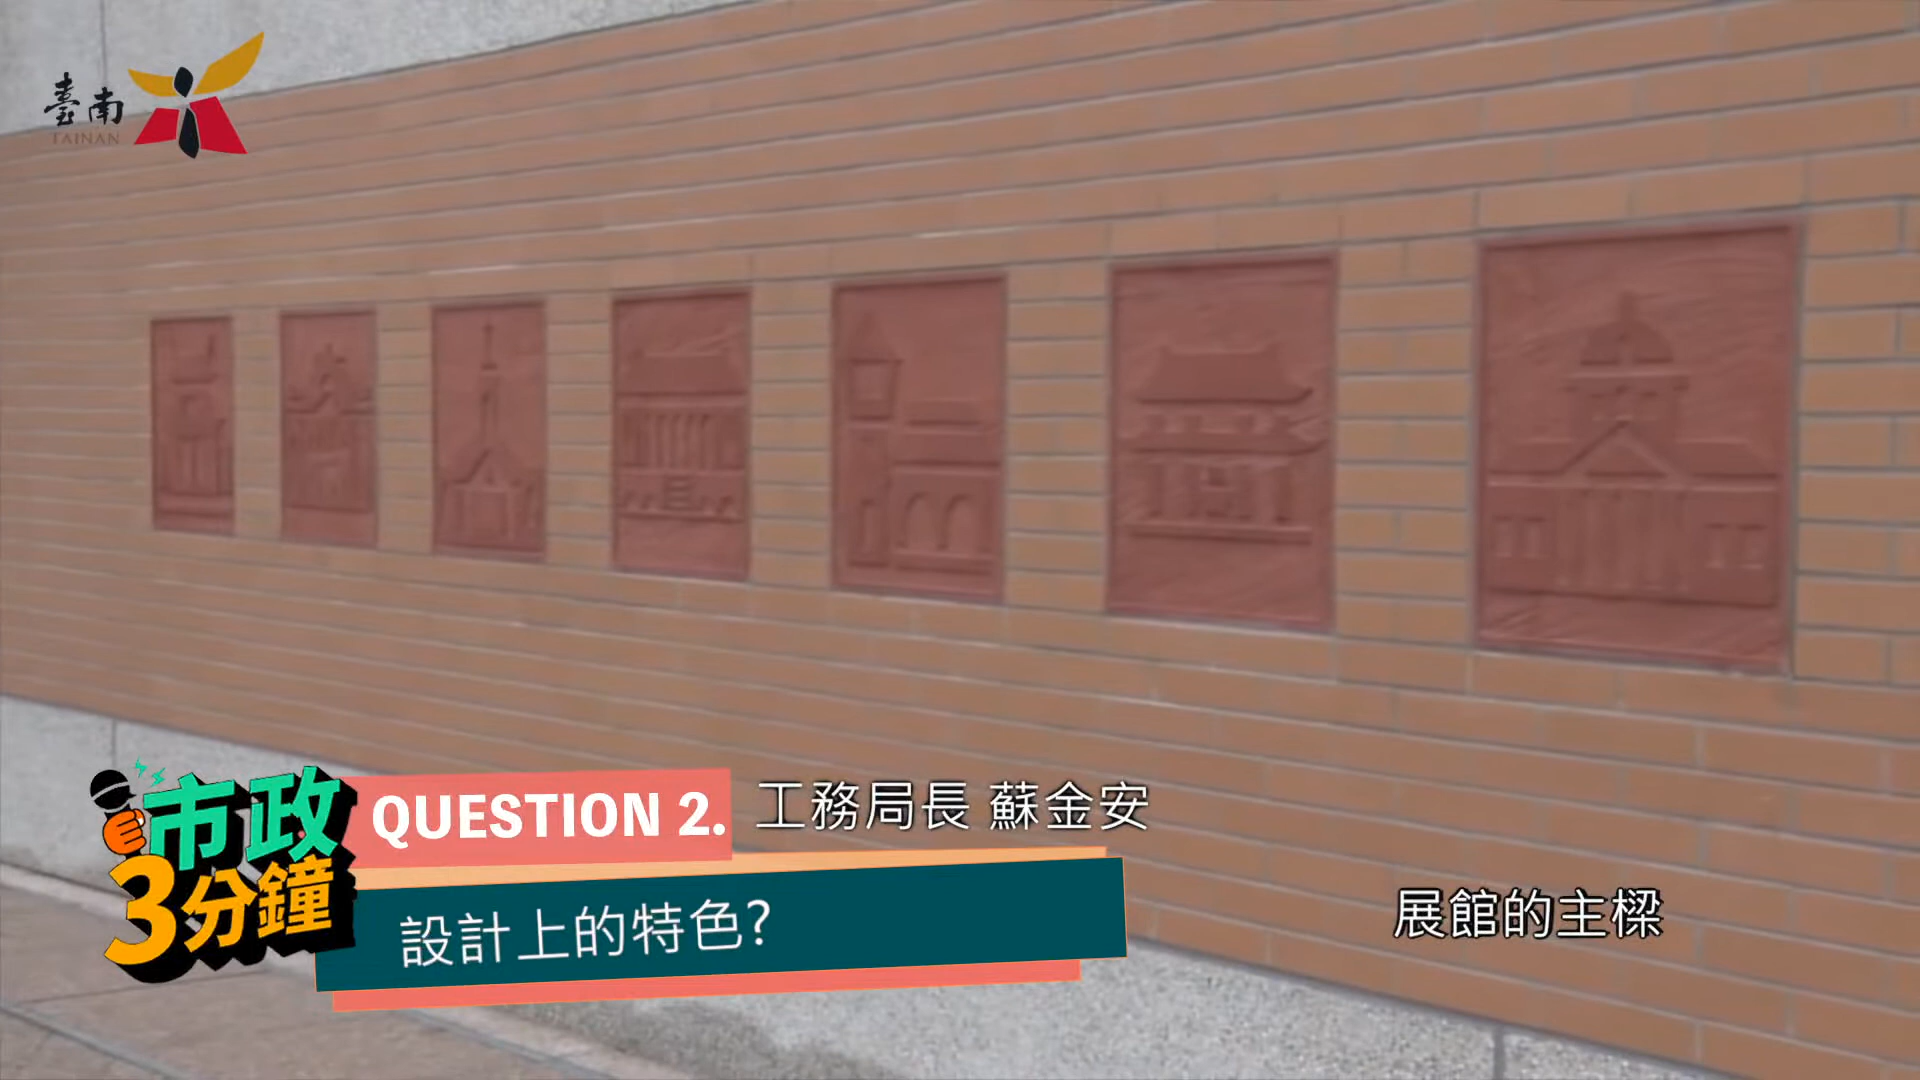 臺南
TAINAN
市政
3分鐘
QUESTION 2.
工務局長 蘇金安
設計上的特色?
展館的主樑